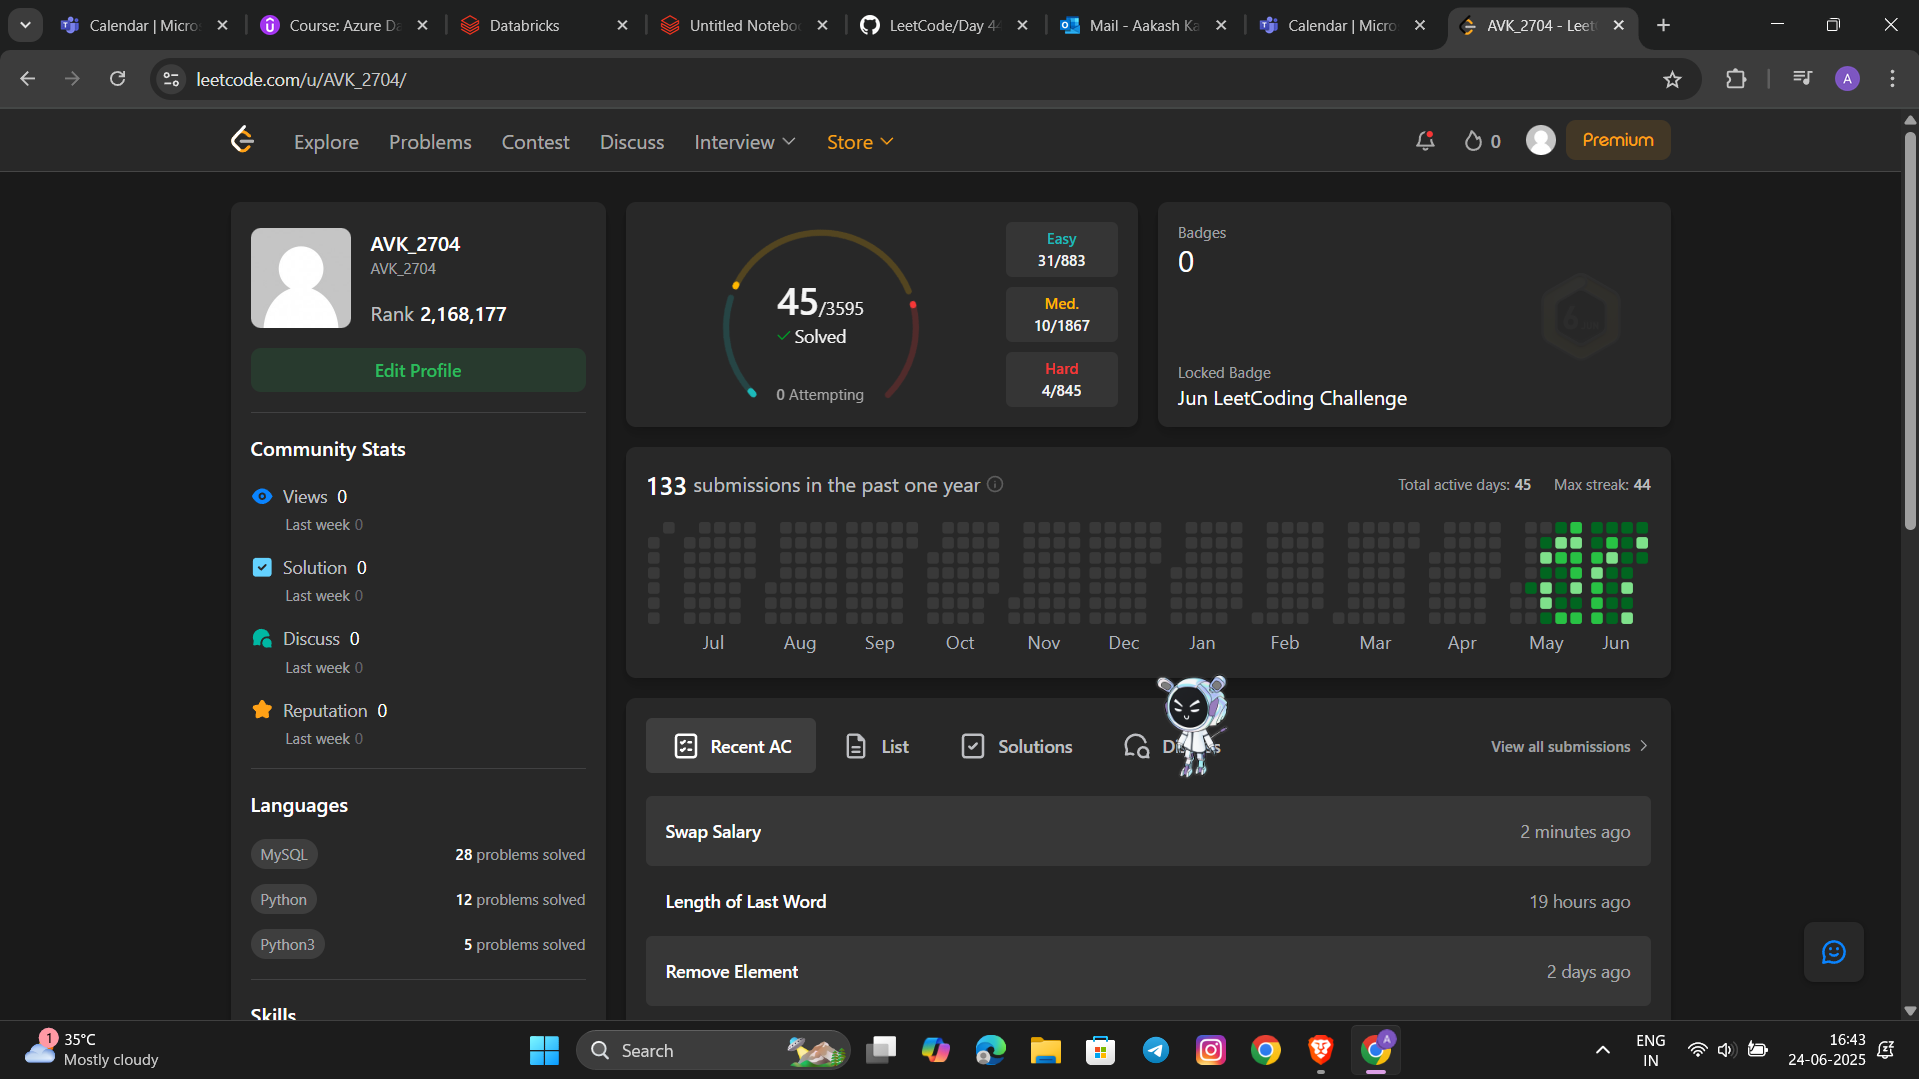 Calendar | Micros
Course: Azure Da
Databricks
Untitled Notebo
LeetCode/Day 44
Mail - Aakash Ka
Calendar | Micro
AVK_2704 - Leet
leetcode.com/u/AVK_2704/
A
Explore
Problems
Contest
Discuss
Interview
Store
0
Premium
AVK_2704
AVK_2704
Rank 2,168,177
Edit Profile
Community Stats
Views 0
Last week 0
Solution 0
Last week 0
Discuss 0
Last week 0
Reputation 0
Last week 0
Languages
MySQL
28 problems solved
Python
12 problems solved
Python3
5 problems solved
Skills
45/3595
Solved
0 Attempting
Easy
31/883
Med.
10/1867
Hard
4/845
Badges
0
Locked Badge
Jun LeetCoding Challenge
133 submissions in the past one year
Total active days: 45
Max streak: 44
Jul
Aug
Sep
Oct
Nov
Dec
Jan
Feb
Mar
Apr
May
Jun
Recent AC
List
Solutions
View all submissions
Swap Salary
2 minutes ago
Length of Last Word
19 hours ago
Remove Element
2 days ago
1
35°C
Mostly cloudy
Search
A
ENG
IN
16:43
24-06-2025